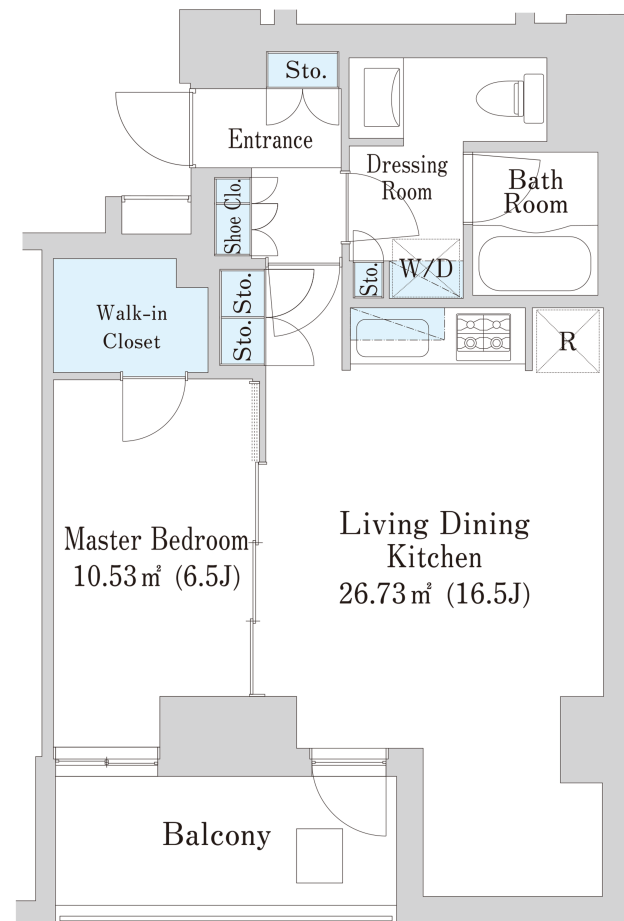 Sto.
Entrance
Dressing
Room
Bath
Room
Shoe Clo.
W/D
Sto.
Sto.
Sto.
Walk-in
Closet
R
Master Bedroom
10.53㎡ (6.5J)
Living Dining
Kitchen
26.73㎡ (16.5J)
Balcony